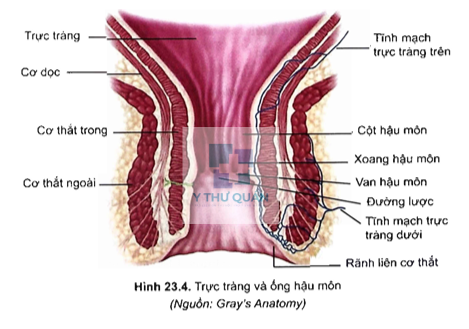 Trực tràng
Cơ dọc
Cơ thắt trong
Cơ thắt ngoài
Tĩnh mạch
trực tràng trên
Cột hậu môn
Xoang hậu môn
Van hậu môn
Đường lược
Tĩnh mạch trực
tràng dưới
Rãnh liên cơ thắt
Y THƯ QUÁN
Hình 23.4. Trực tràng và ống hậu môn
(Nguồn: Gray's Anatomy)